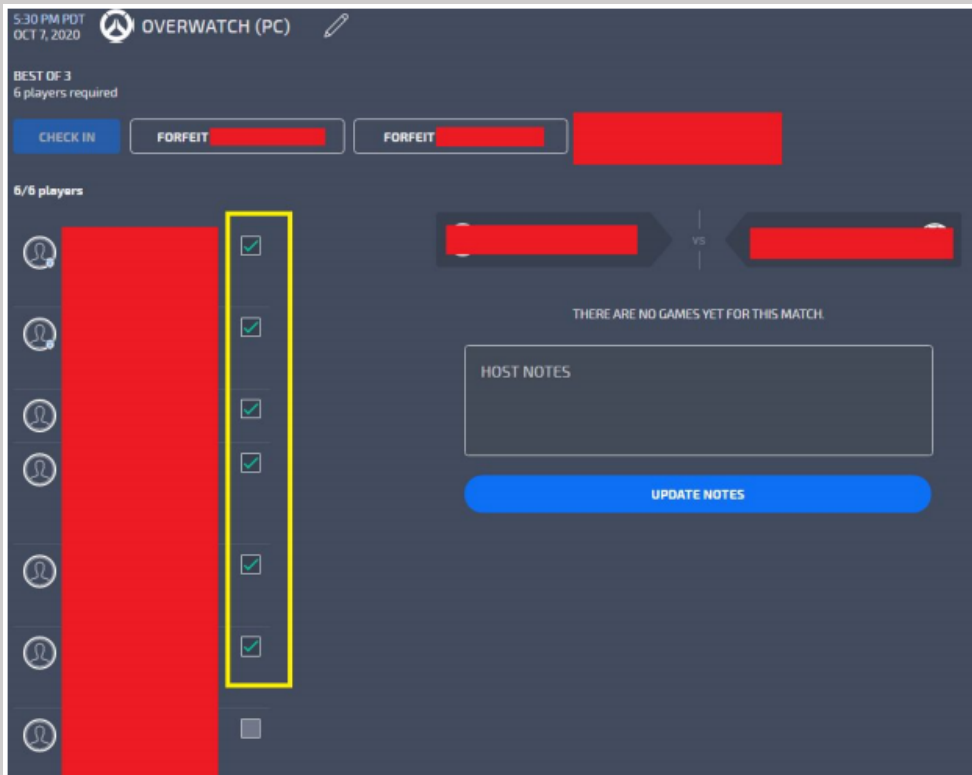 5:30 PM PDT
OCT 7, 2020
OVERWATCH (PC)
BEST OF 3
6 players required
CHECK IN
FORFEIT
FORFEIT
6/6 players
VS
THERE ARE NO GAMES YET FOR THIS MATCH.
HOST NOTES
UPDATE NOTES